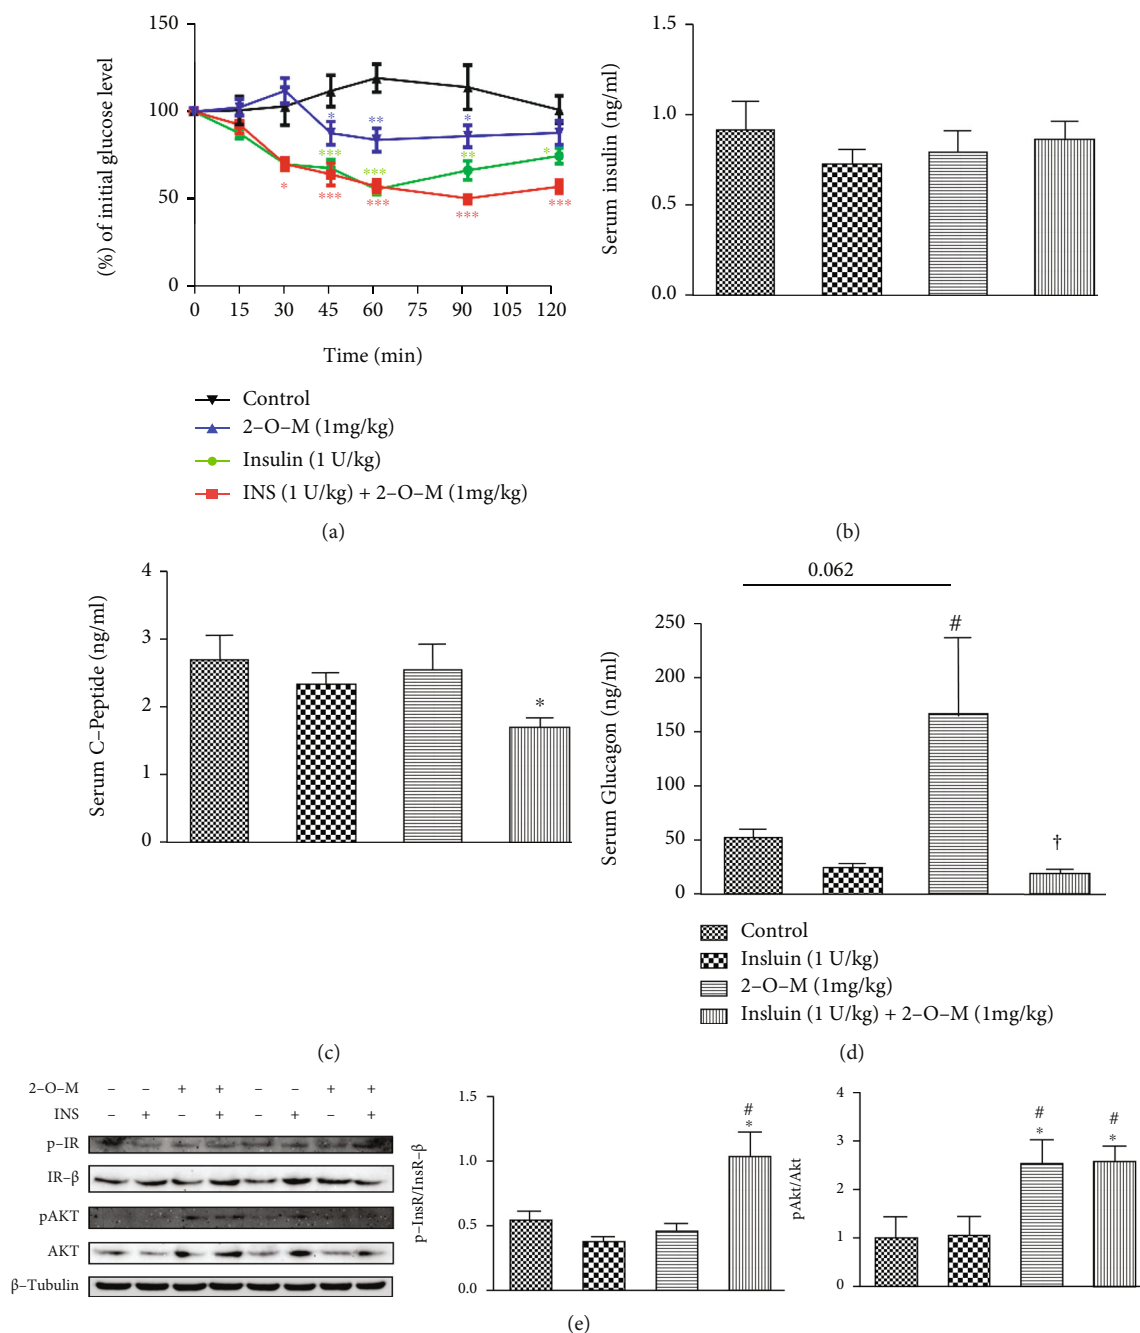 150
100
50
0
(%) of initial glucose level
* ** *
*** *** ** *
* *** *** *** ***
0 15 30 45 60 75 90 105 120
Time (min)
Control
2–O–M (1mg/kg)
Insulin (1 U/kg)
INS (1 U/kg) + 2–O–M (1mg/kg)
(a)
1.5
1.0
0.5
0.0
Serum insulin (ng/ml)
(b)
4
3
2
1
0
Serum C–Peptide (ng/ml)
*
(c)
0.062
250
200
150
100
50
0
Serum Glucagon (ng/ml)
#
†
Control
Insluin (1 U/kg)
2–O–M (1mg/kg)
Insluin (1 U/kg) + 2–O–M (1mg/kg)
(d)
2–O–M – – + + – – + +
INS – + – + – + – +
p–IR
IR–β
pAKT
AKT
β–Tubulin
1.5
1.0
0.5
0.0
p–InsR/InsR–β
#
*
4
3
2
1
0
pAkt/Akt
# #
* *
(e)